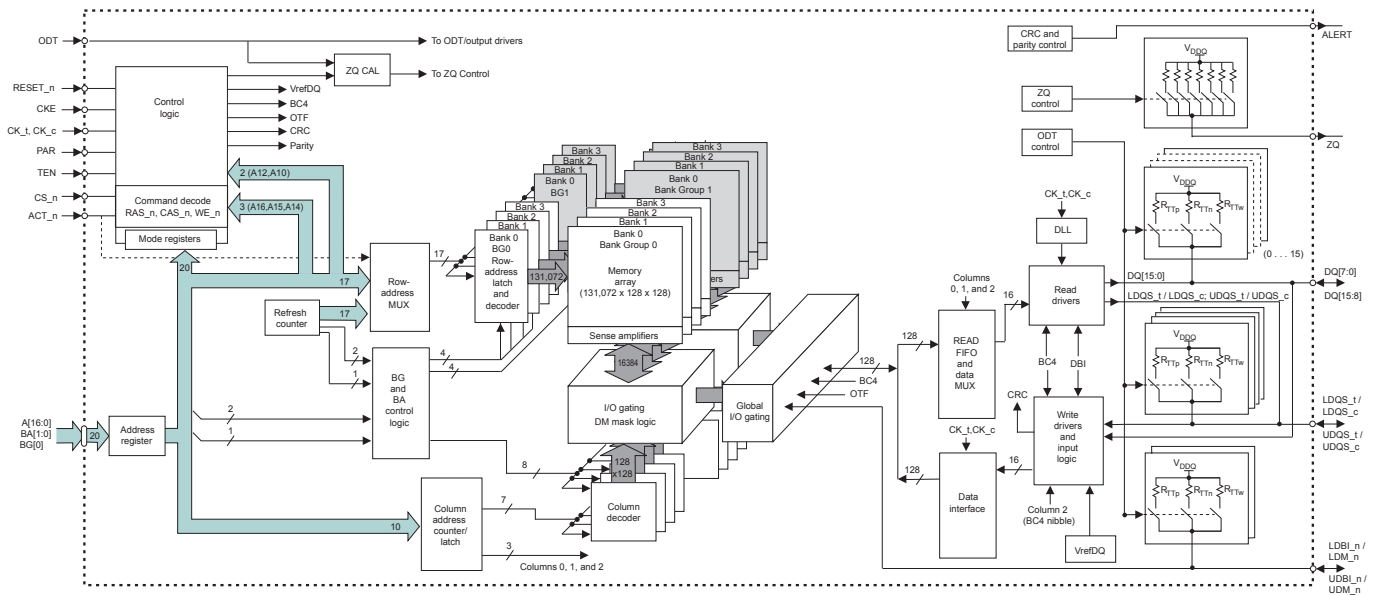 ODT
To ODT/output drivers
ZQ CAL
To ZQ Control
RESET_n
CKE
CK_t, CK_c
PAR
TEN
CS_n
ACT_n
Control
logic
VrefDQ
BC4
OTF
CRC
Parity
2 (A12,A10)
Command decode
RAS_n, CAS_n, WE_n
3 (A16,A15,A14)
Mode registers
20
17
Refresh
counter
17
Row-
address
MUX
17
2
1
BG
and
BA
control
logic
4
4
2
1
A[16:0]
BA[1:0]
BG[0]
20
Address
register
10
Column
address
counter/
latch
7
3
Columns 0, 1, and 2
8
Bank 3
Bank 2
Bank 1
Bank 0
BG1
Bank 3
Bank 2
Bank 1
Bank 0
BG0
Row-
address
latch
and
decoder
131,072
Bank 3
Bank 2
Bank 1
Bank 0
Bank Group 1
Bank 3
Bank 2
Bank 1
Bank 0
Bank Group 0
Memory
array
(131,072 x 128 x 128)
ers
Sense amplifiers
16384
I/O gating
DM mask logic
128
x128
Column
decoder
Global
I/O gating
128
BC4
OTF
128
128
Columns
0, 1, and 2
READ
FIFO
and
data
MUX
16
CK_t,CK_c
DLL
Read
drivers
DQ[15:0]
LDQS_t / LDQS_c; UDQS_t / UDQS_c
BC4
DBI
CRC
Write
drivers
and
input
logic
CK_t,CK_c
Data
interface
16
Column 2
(BC4 nibble)
VrefDQ
CRC and
parity control
ZQ
control
ODT
control
VDDQ
VDDQ
RTTp
RTTn
RTTw
(0 . . . 15)
VDDQ
RTTp
RTTn
RTTw
VDDQ
RTTp
RTTn
RTTw
ALERT
ZQ
DQ[7:0]
DQ[15:8]
LDQS_t /
LDQS_c
UDQS_t /
UDQS_c
LDBI_n /
LDM_n
UDBI_n /
UDM_n